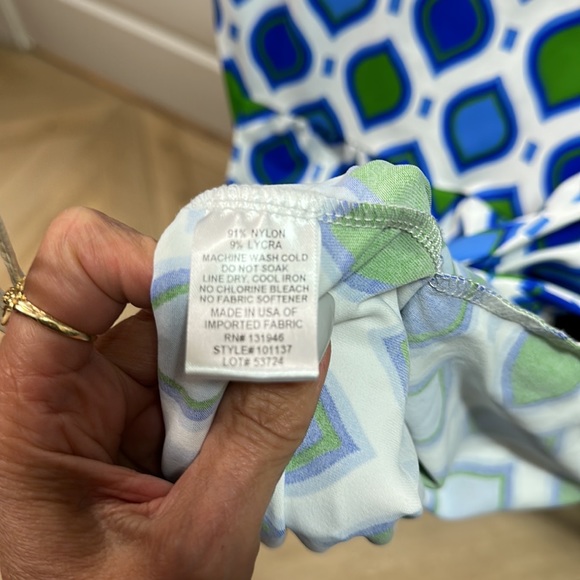 91% NYLON
9% LYCRA
MACHINE WASH COLD
DO NOT SOAK
LINE DRY, COOL IRON
NO CHLORINE BLEACH
NO FABRIC SOFTENER
MADE IN USA OF
IMPORTED FABRIC
RN# 131946
STYLE# 101137
LOT# 53724